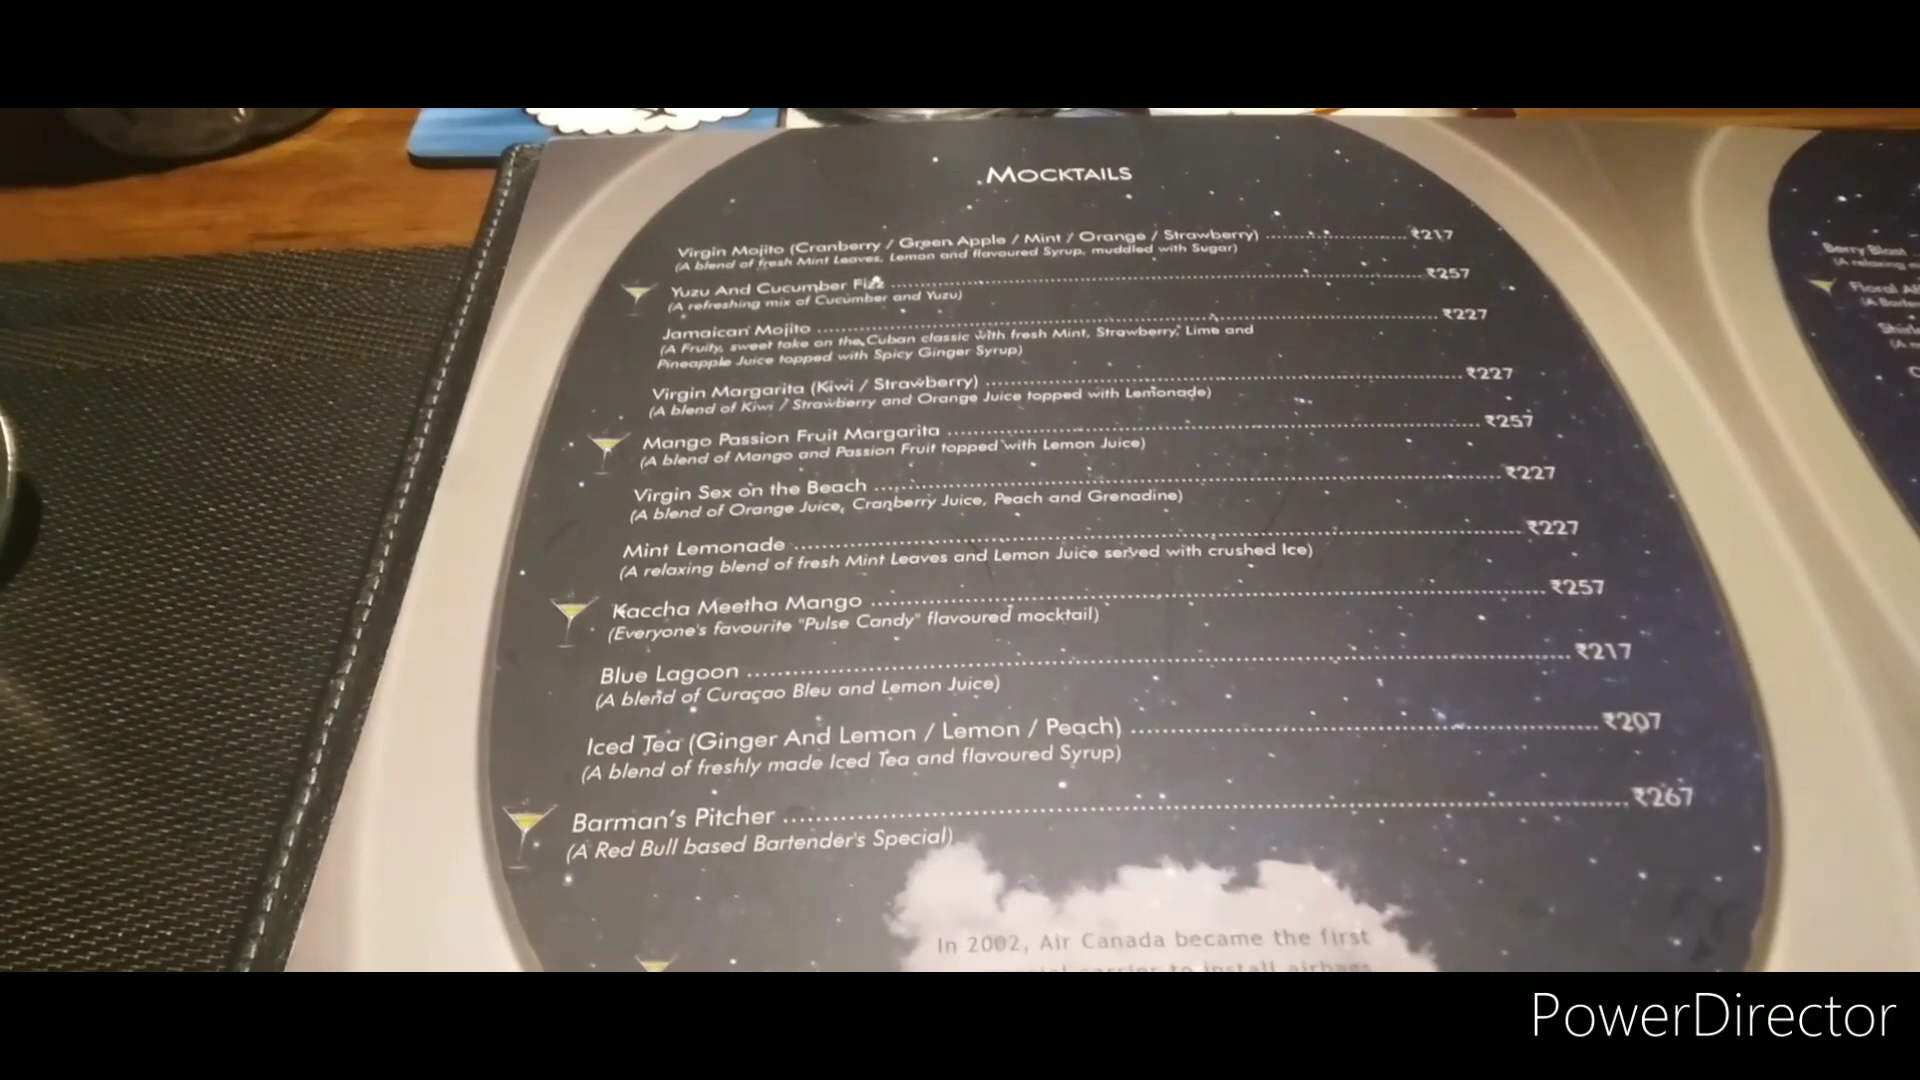 MOCKTAILS
Virgin Mojito (Cranberry / Green Apple / Mint / Orange / Strawberry) ₹217
(A blend of fresh Mint Leaves, Lemon and flavoured Syrup, muddled with Sugar)
Yuzu And Cucumber Fizz ₹257
(A refreshing mix of Cucumber and Yuzu)
Jamaican Mojito ₹227
(A Fruity, sweet take on the Cuban classic with fresh Mint, Strawberry, Lime and
Pineapple Juice topped with Spicy Ginger Syrup)
Virgin Margarita (Kiwi / Strawberry) ₹227
(A blend of Kiwi / Strawberry and Orange Juice topped with Lemonade)
Mango Passion Fruit Margarita ₹257
(A blend of Mango and Passion Fruit topped with Lemon Juice)
Virgin Sex on the Beach ₹227
(A blend of Orange Juice, Cranberry Juice, Peach and Grenadine)
Mint Lemonade ₹227
(A relaxing blend of fresh Mint Leaves and Lemon Juice served with crushed Ice)
Kaccha Meetha Mango ₹257
(Everyone's favourite "Pulse Candy" flavoured mocktail)
Blue Lagoon ₹217
(A blend of Curaçao Bleu and Lemon Juice)
Iced Tea (Ginger And Lemon / Lemon / Peach) ₹207
(A blend of freshly made Iced Tea and flavoured Syrup)
Barman's Pitcher ₹267
(A Red Bull based Bartender's Special)
In 2002, Air Canada became the first
carrier to install airbags
Berry Blast
(A relaxing
Floral
PowerDirector